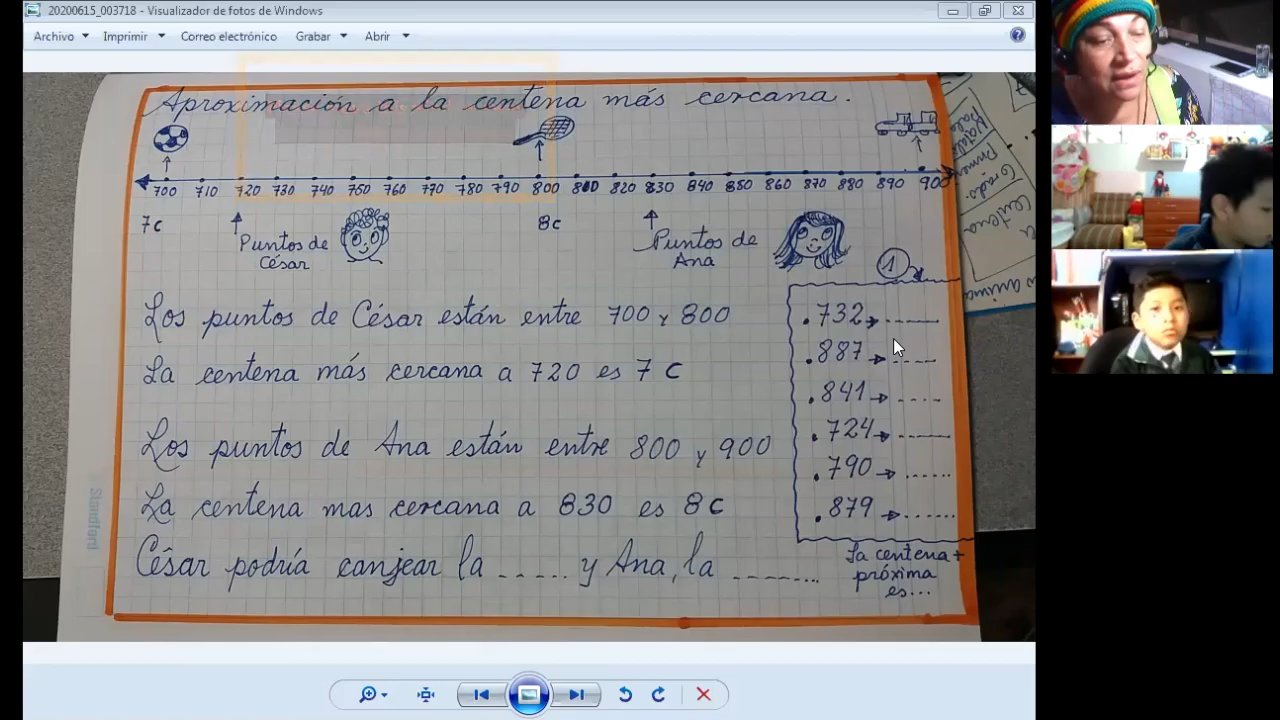 20200615_003718 - Visualizador de fotos de Windows
Archivo Imprimir Correo electrónico Grabar Abrir
Aproximación a la centena más cercana.
700 710 720 730 740 750 760 770 780 790 800 810 820 830 840 850 860 870 880 890 900
7c 8c
Puntos de
César
Puntos de
Ana
1
Los puntos de César están entre 700 y 800
La centena más cercana a 720 es 7 C
Los puntos de Ana están entre 800 y 900
La centena mas cercana a 830 es 8c
César podría canjear la _ _ _ _ _ y Ana, la _ _ _ _ _ _
.732→ _ _ _ _ _
.887→ _ _ _ _ _
.841→ _ _ _ _
.724→ _ _ _ _ _
.790→ ......
.879→ ......
La centena +
próxima
es...
Standford